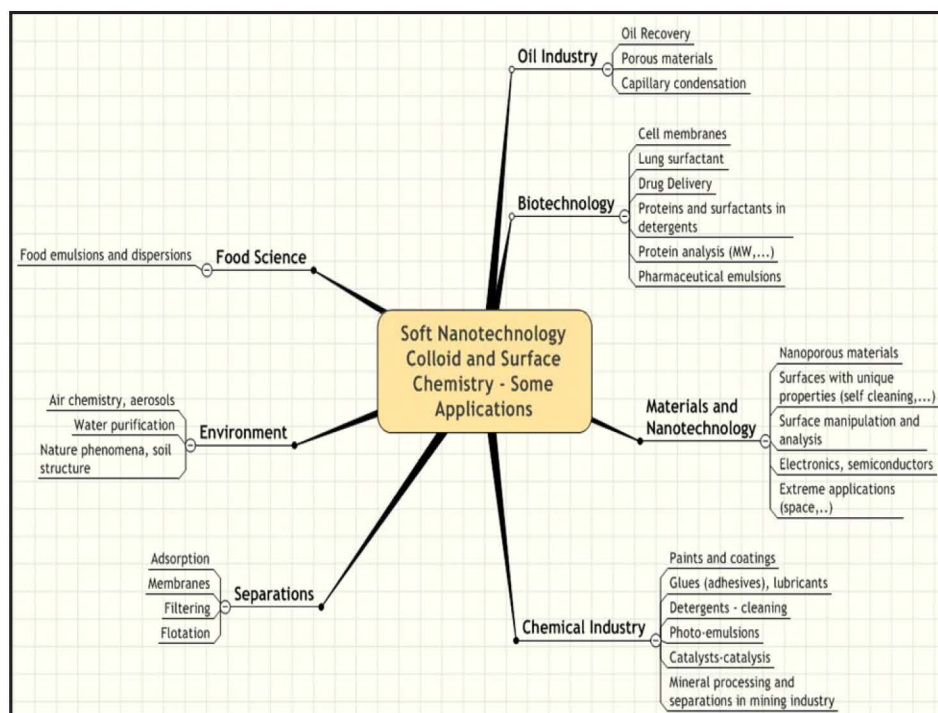 Oil Recovery
Oil Industry
Porous materials
Capillary condensation
Cell membranes
Lung surfactant
Drug Delivery
Biotechnology
Proteins and surfactants in
detergents
Protein analysis (MW,...)
Pharmaceutical emulsions
Food emulsions and dispersions
Food Science
Soft Nanotechnology
Colloid and Surface
Chemistry - Some
Applications
Nanoporous materials
Surfaces with unique
properties (self cleaning,...)
Materials and
Nanotechnology
Surface manipulation and
analysis
Electronics, semiconductors
Extreme applications
(space,..)
Air chemistry, aerosols
Water purification
Environment
Nature phenomena, soil
structure
Adsorption
Membranes
Separations
Filtering
Flotation
Paints and coatings
Glues (adhesives), lubricants
Detergents - cleaning
Chemical Industry
Photo-emulsions
Catalysts-catalysis
Mineral processing and
separations in mining industry